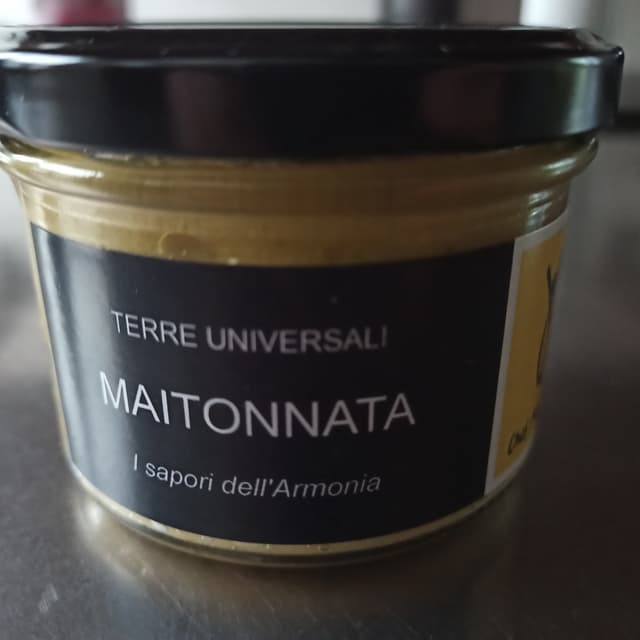 TERRE UNIVERSALI
MAITONNATA
I sapori dell'Armonia